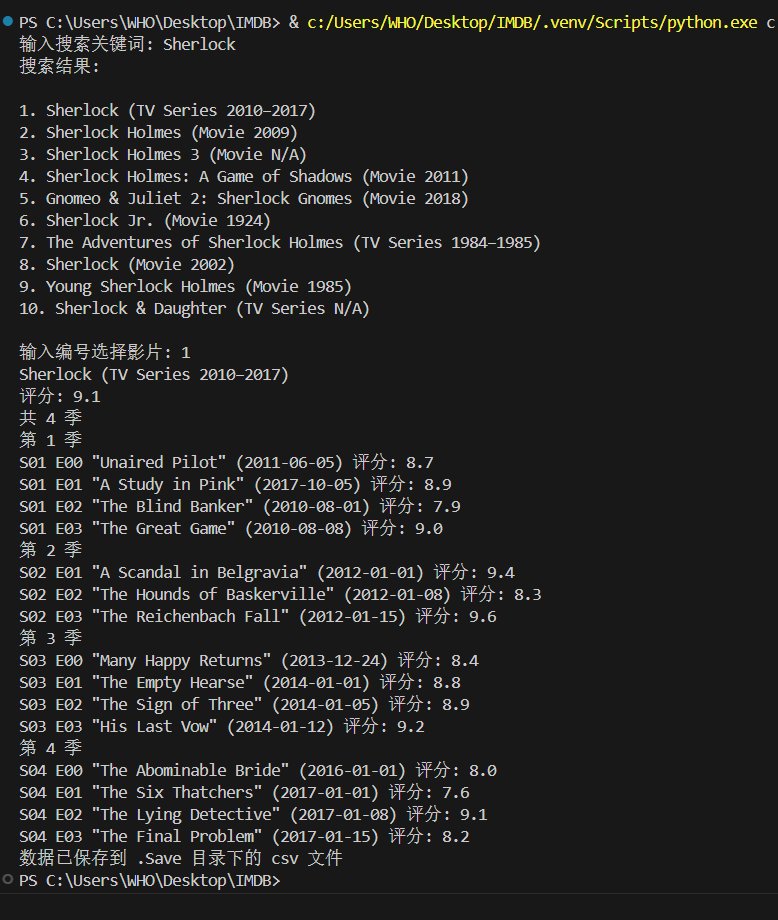 PS C:\Users\WHO\Desktop\IMDB> & c:/Users/WHO/Desktop/IMDB/.venv/Scripts/python.exe c
输入搜索关键词: Sherlock
搜索结果:
1. Sherlock (TV Series 2010–2017)
2. Sherlock Holmes (Movie 2009)
3. Sherlock Holmes 3 (Movie N/A)
4. Sherlock Holmes: A Game of Shadows (Movie 2011)
5. Gnomeo & Juliet 2: Sherlock Gnomes (Movie 2018)
6. Sherlock Jr. (Movie 1924)
7. The Adventures of Sherlock Holmes (TV Series 1984–1985)
8. Sherlock (Movie 2002)
9. Young Sherlock Holmes (Movie 1985)
10. Sherlock & Daughter (TV Series N/A)
输入编号选择影片: 1
Sherlock (TV Series 2010–2017)
评分: 9.1
共 4 季
第 1 季
S01 E00 "Unaired Pilot" (2011-06-05) 评分: 8.7
S01 E01 "A Study in Pink" (2017-10-05) 评分: 8.9
S01 E02 "The Blind Banker" (2010-08-01) 评分: 7.9
S01 E03 "The Great Game" (2010-08-08) 评分: 9.0
第 2 季
S02 E01 "A Scandal in Belgravia" (2012-01-01) 评分: 9.4
S02 E02 "The Hounds of Baskerville" (2012-01-08) 评分: 8.3
S02 E03 "The Reichenbach Fall" (2012-01-15) 评分: 9.6
第 3 季
S03 E00 "Many Happy Returns" (2013-12-24) 评分: 8.4
S03 E01 "The Empty Hearse" (2014-01-01) 评分: 8.8
S03 E02 "The Sign of Three" (2014-01-05) 评分: 8.9
S03 E03 "His Last Vow" (2014-01-12) 评分: 9.2
第 4 季
S04 E00 "The Abominable Bride" (2016-01-01) 评分: 8.0
S04 E01 "The Six Thatchers" (2017-01-01) 评分: 7.6
S04 E02 "The Lying Detective" (2017-01-08) 评分: 9.1
S04 E03 "The Final Problem" (2017-01-15) 评分: 8.2
数据已保存到 .Save 目录下的 csv 文件
PS C:\Users\WHO\Desktop\IMDB>